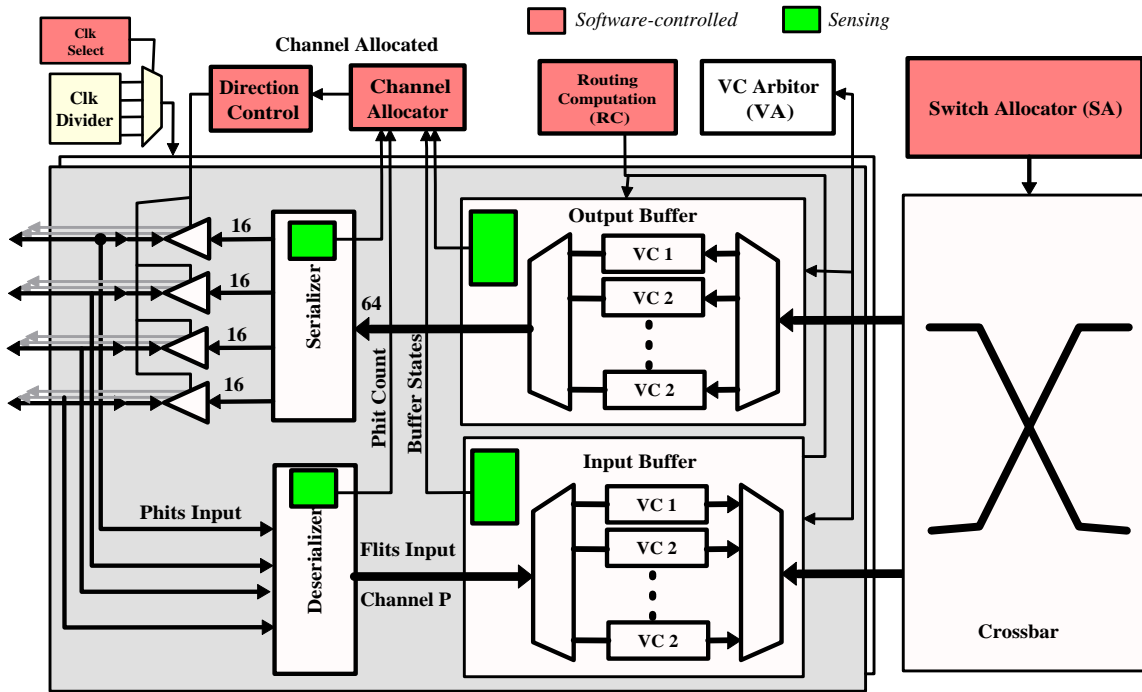 Software-controlled
Sensing
Clk
Select
Channel Allocated
Clk
Divider
Direction
Control
Channel
Allocator
Routing
Computation
(RC)
VC Arbitor
(VA)
Switch Allocator (SA)
16
16
16
16
Serializer
64
Phit Count
Buffer States
Output Buffer
VC 1
VC 2
VC 2
Phits Input
Deserializer
Flits Input
Channel P
Input Buffer
VC 1
VC 2
VC 2
Crossbar